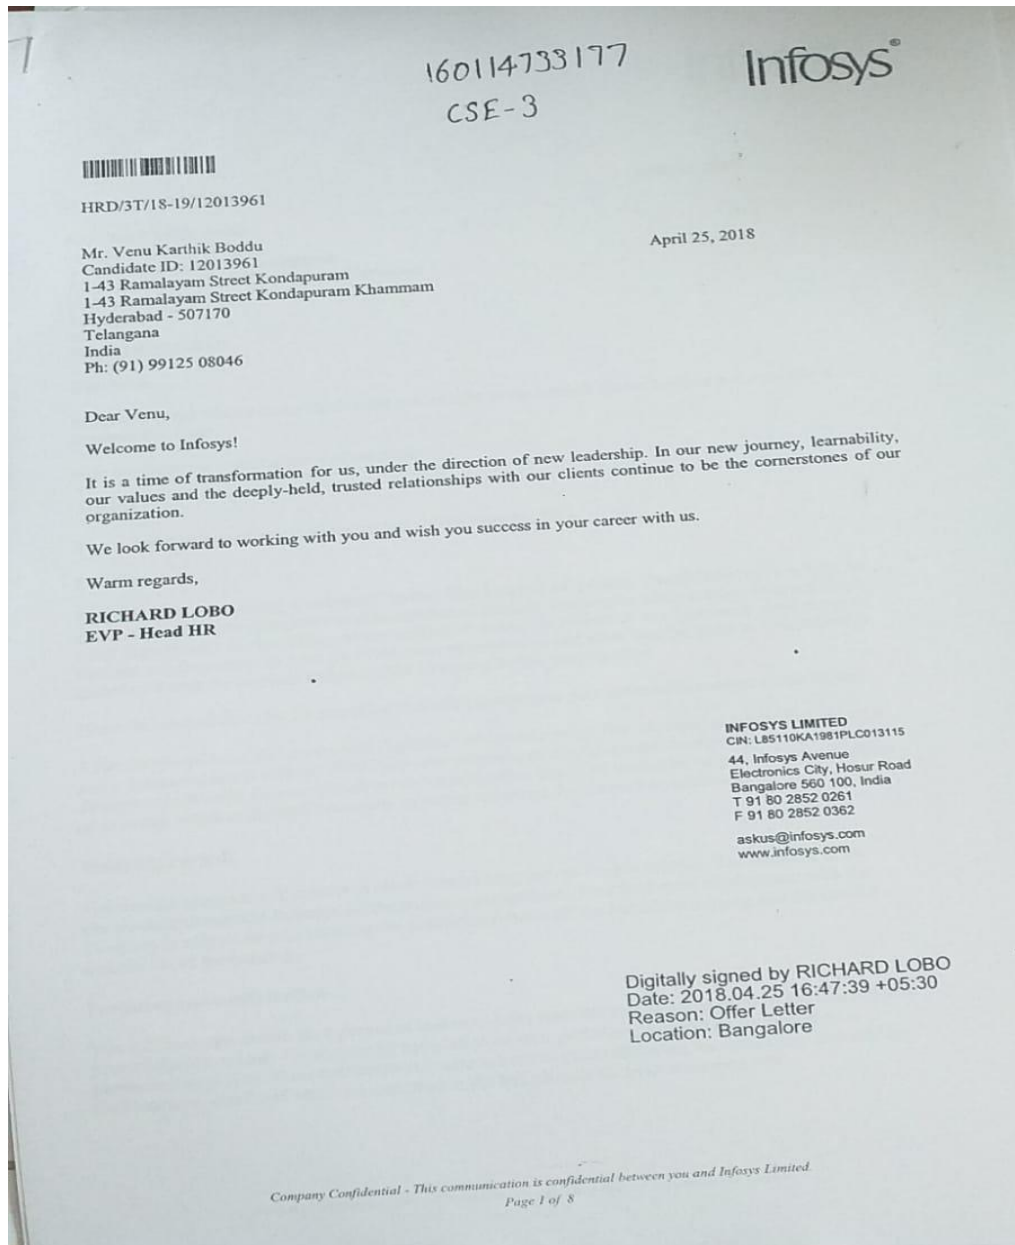 160114733177
CSE-3
Infosys®
HRD/3T/18-19/12013961
April 25, 2018
Mr. Venu Karthik Boddu
Candidate ID: 12013961
1-43 Ramalayam Street Kondapuram
1-43 Ramalayam Street Kondapuram Khammam
Hyderabad - 507170
Telangana
India
Ph: (91) 99125 08046
Dear Venu,
Welcome to Infosys!
It is a time of transformation for us, under the direction of new leadership. In our new journey, learnability,
our values and the deeply-held, trusted relationships with our clients continue to be the cornerstones of our
organization.
We look forward to working with you and wish you success in your career with us.
Warm regards,
RICHARD LOBO
EVP - Head HR
INFOSYS LIMITED
CIN: L85110KA1981PLC013115
44, Infosys Avenue
Electronics City, Hosur Road
Bangalore 560 100, India
T 91 80 2852 0261
F 91 80 2852 0362
askus@infosys.com
www.infosys.com
Digitally signed by RICHARD LOBO
Date: 2018.04.25 16:47:39 +05:30
Reason: Offer Letter
Location: Bangalore
Company Confidential - This communication is confidential between you and Infosys Limited.
Page 1 of 8